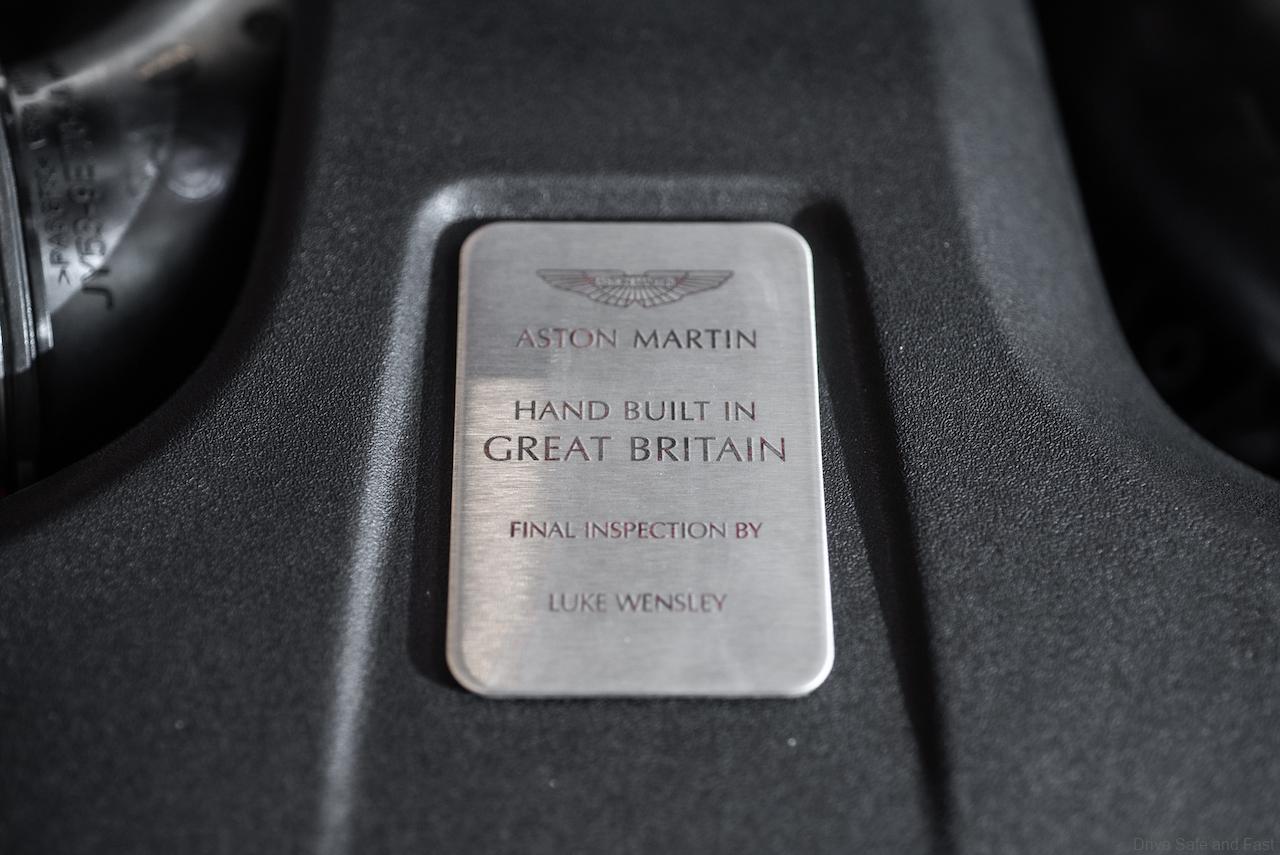 ASTON MARTIN
HAND BUILT IN
GREAT BRITAIN
FINAL INSPECTION BY
LUKE WENSLEY
Drive Safe and Fast